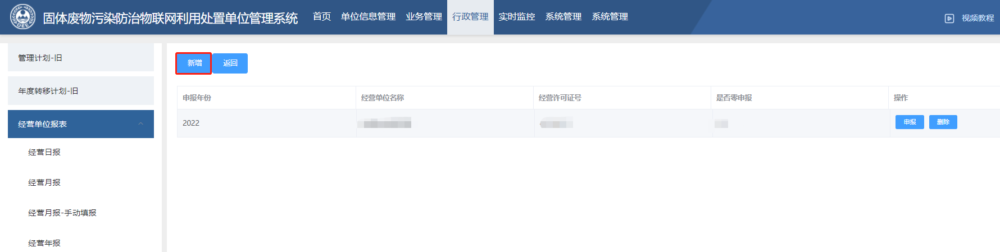 固体废物污染防治物联网利用处置单位管理系统 首页 单位信息管理 业务管理 行政管理 实时监控 系统管理 系统管理 视频教程
DEE
管理计划-旧
年度转移计划-旧
经营单位报表
经营日报
经营月报
经营月报-手动填报
经营年报
新增 返回
申报年份 经营单位名称 经营许可证号 是否零申报 操作
2022 申报 删除